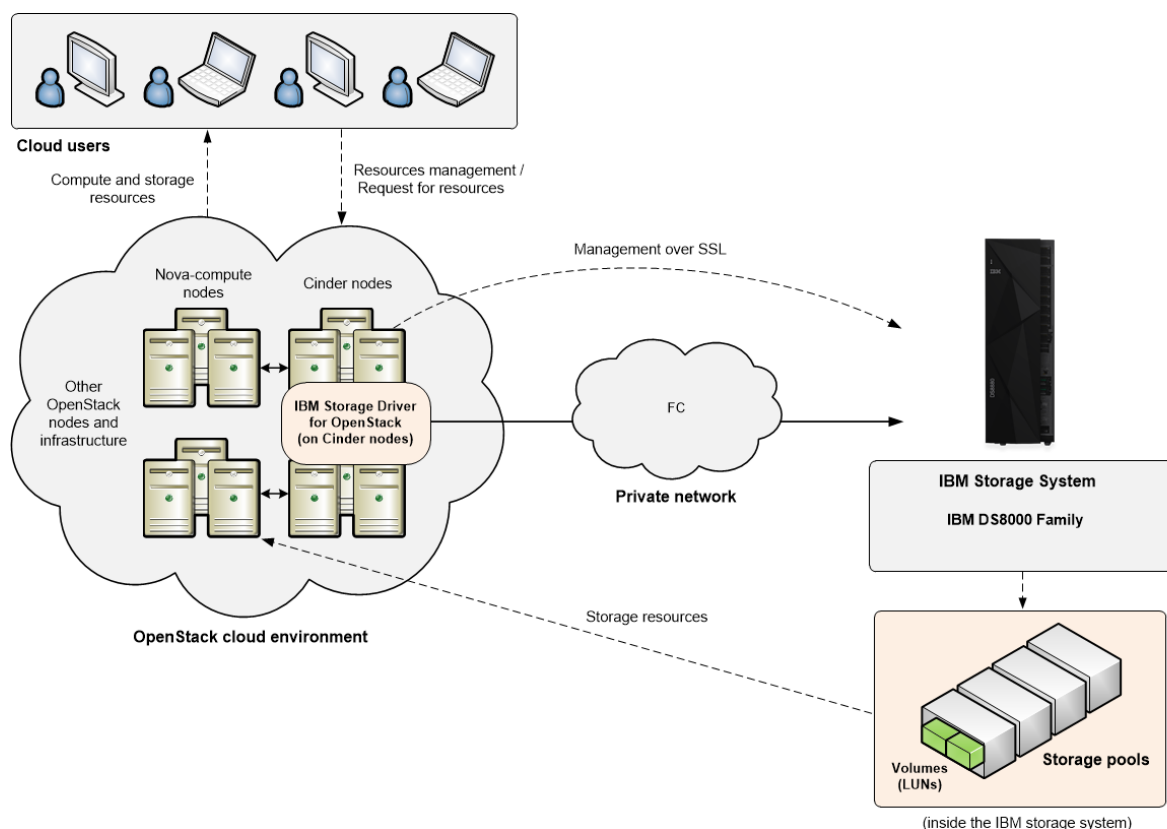 Cloud users
Compute and storage
resources
Resources management /
Request for resources
Nova-compute
nodes
Cinder nodes
Management over SSL
Other
OpenStack
nodes and
infrastructure
IBM Storage Driver
for OpenStack
(on Cinder nodes)
FC
Private network
IBM Storage System
IBM DS8000 Family
OpenStack cloud environment
Storage resources
Volumes
(LUNs)
Storage pools
(inside the IBM storage system)